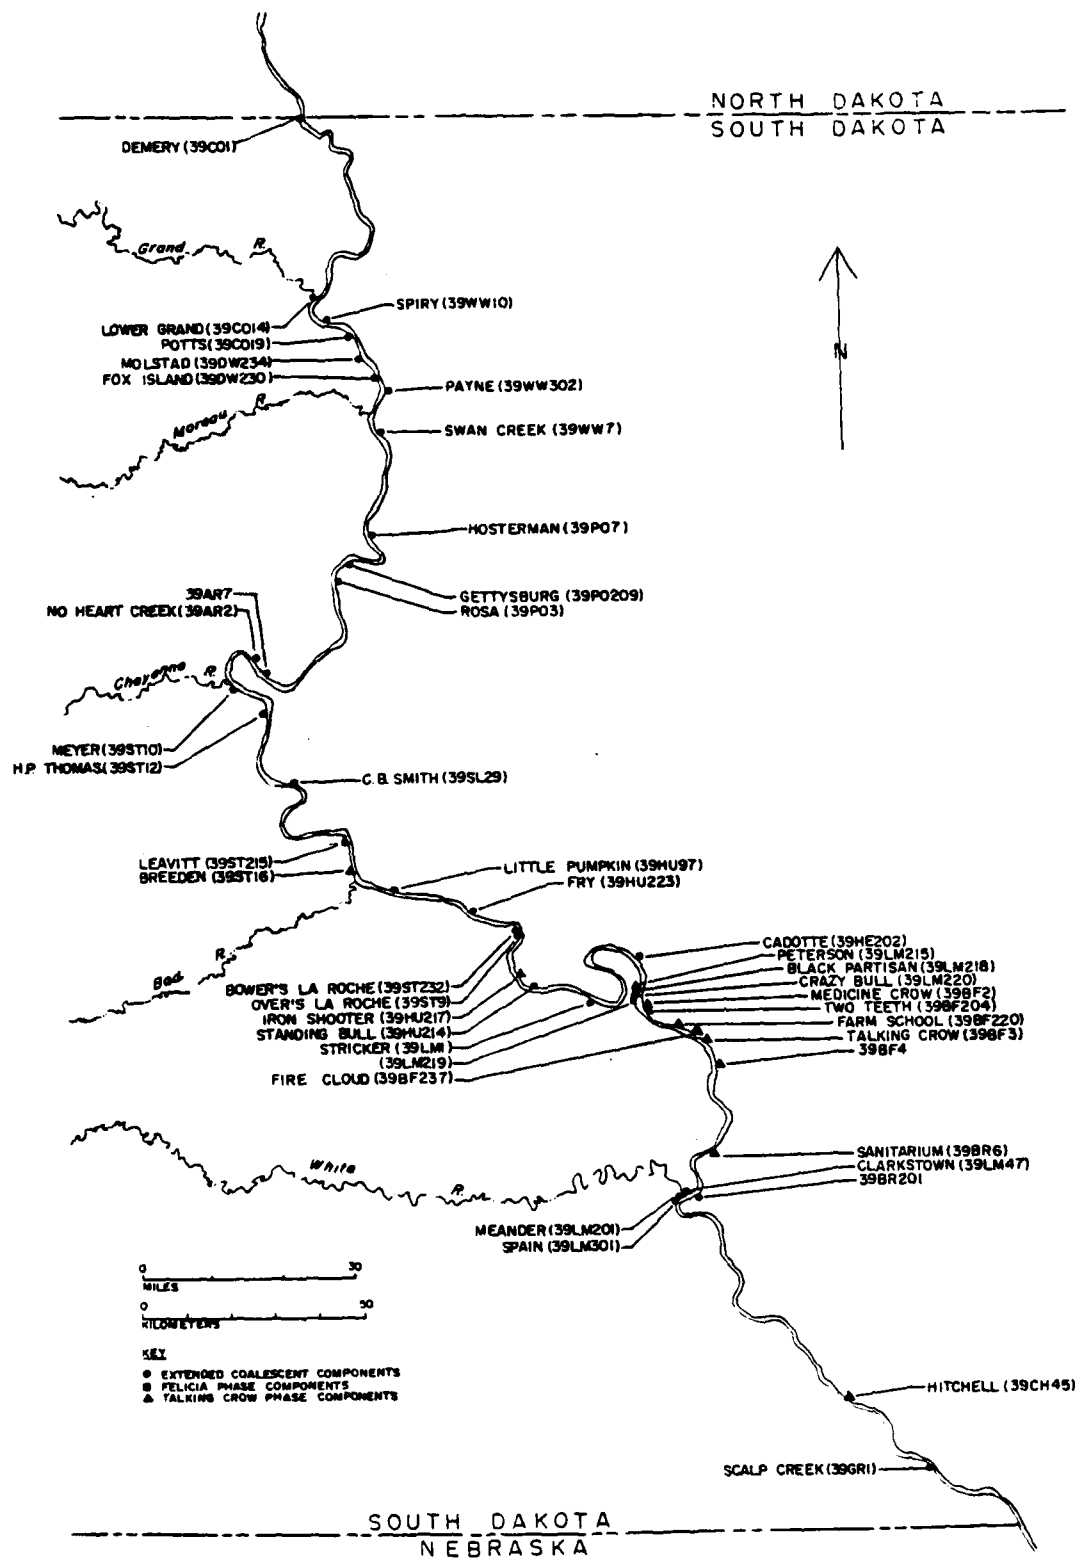 NORTH DAKOTA
SOUTH DAKOTA
DEMERY (39CO1)
Grand R.
SPIRY (39WW10)
LOWER GRAND (39CO14)
POTTS (39CO19)
MOLSTAD (39DW234)
FOX ISLAND (39DW230)
PAYNE (39WW302)
N
Moreau R.
SWAN CREEK (39WW7)
HOSTERMAN (39PO7)
39AR7
NO HEART CREEK (39AR2)
GETTYSBURG (39PO209)
ROSA (39PO3)
Cheyenne R.
MEYER (39ST10)
H.P. THOMAS (39ST12)
C.B. SMITH (39SL29)
LEAVITT (39ST215)
BREEDEN (39ST16)
LITTLE PUMPKIN (39HU97)
FRY (39HU223)
Bad R.
CADOTTE (39HE202)
PETERSON (39LM215)
BLACK PARTISAN (39LM218)
CRAZY BULL (39LM220)
MEDICINE CROW (39BF2)
TWO TEETH (39BF204)
FARM SCHOOL (39BF220)
TALKING CROW (39BF3)
39BF4
BOWER'S LA ROCHE (39ST232)
OVER'S LA ROCHE (39ST9)
IRON SHOOTER (39HU217)
STANDING BULL (39HU214)
STRICKER (39LM1)
(39LM219)
FIRE CLOUD (39BF237)
White R.
SANITARIUM (39BR6)
CLARKSTOWN (39LM47)
39BR201
MEANDER (39LM201)
SPAIN (39LM301)
0 30
MILES
0 50
KILOMETERS
KEY
● EXTENDED COALESCENT COMPONENTS
■ FELICIA PHASE COMPONENTS
▲ TALKING CROW PHASE COMPONENTS
HITCHELL (39CH45)
SCALP CREEK (39GR1)
SOUTH DAKOTA
NEBRASKA